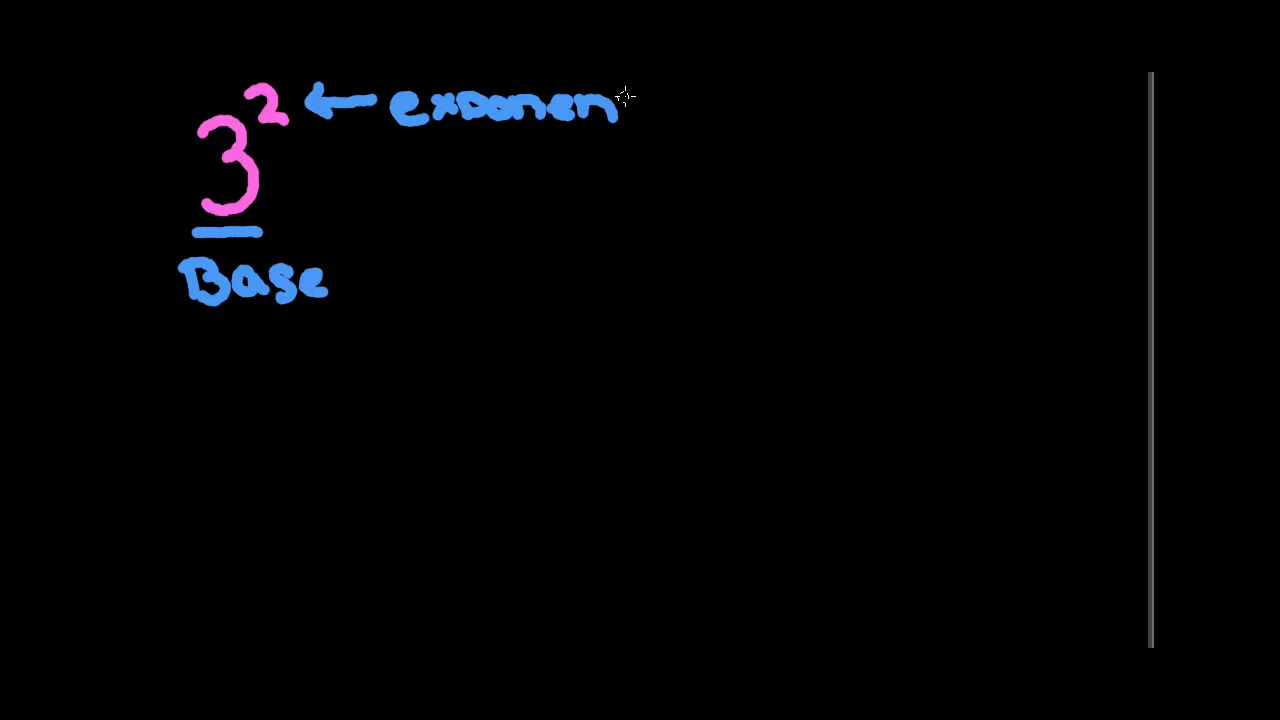 3² ← exponen
Base